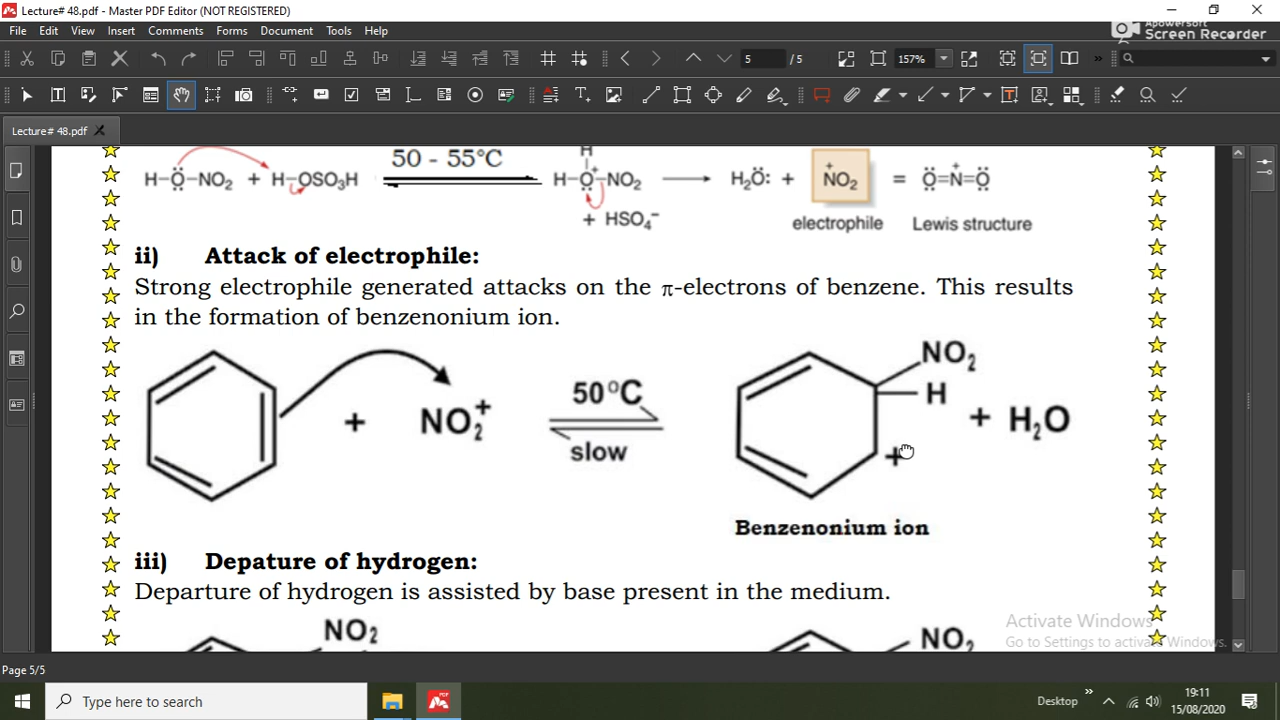 Lecture# 48.pdf - Master PDF Editor (NOT REGISTERED)
File Edit View Insert Comments Forms Document Tools Help
Apowersoft
Screen Recorder
5 / 5
157%
Lecture# 48.pdf
50 - 55°C
H
H-Ö-NO₂ + H-OSO₃H
H-O⁺-NO₂ → H₂Ö: + ⁺NO₂ = Ö=N⁺=Ö
+ HSO₄⁻
electrophile Lewis structure
ii) Attack of electrophile:
Strong electrophile generated attacks on the π-electrons of benzene. This results
in the formation of benzenonium ion.
NO₂
H
+ NO₂⁺ 50°C + H₂O
slow
+
Benzenonium ion
iii) Depature of hydrogen:
Departure of hydrogen is assisted by base present in the medium.
NO₂ NO₂
Activate Windows
Go to Settings to activate Windows.
Page 5/5
Type here to search
Desktop
19:11
15/08/2020